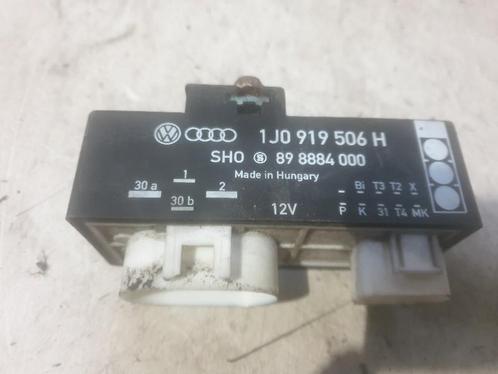 1J0 919 506 H
SHO 89 8884 000
Made in Hungary
30 a 1 2
30 b
12V
Bi T3 T2 X
P K 31 T4 MK